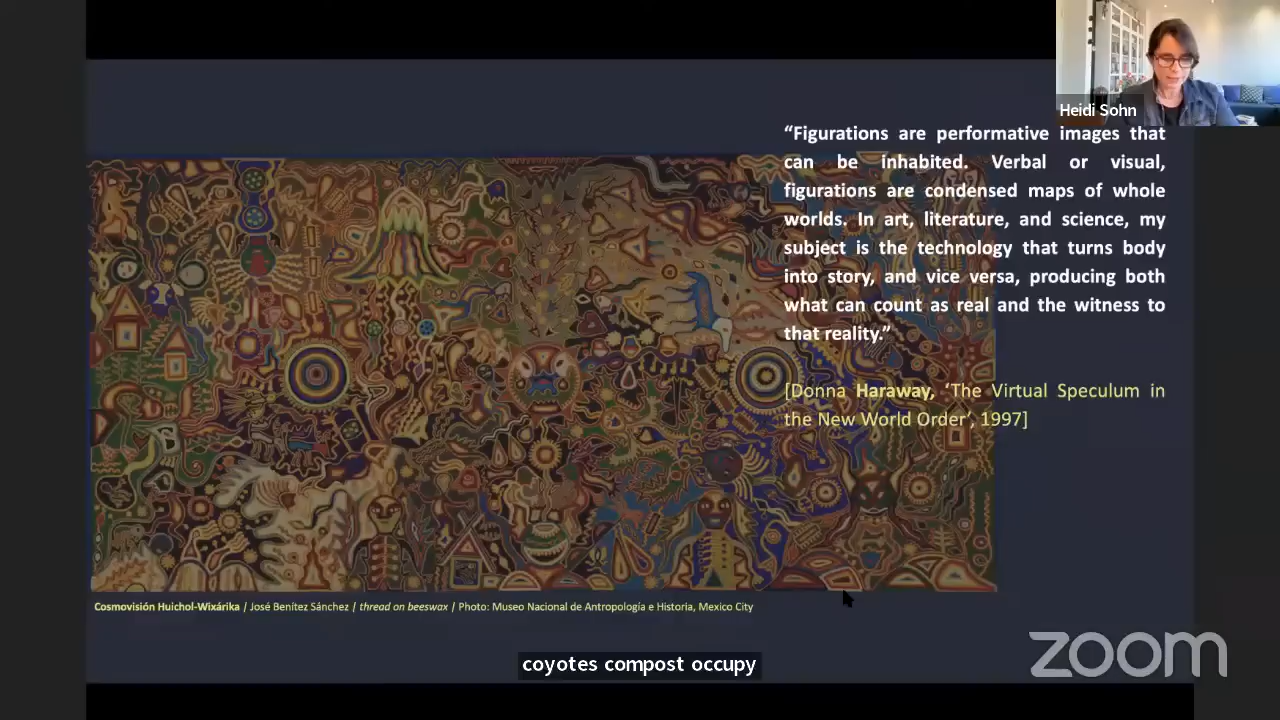 Heidi Sohn
“Figurations are performative images that
can be inhabited. Verbal or visual,
figurations are condensed maps of whole
worlds. In art, literature, and science, my
subject is the technology that turns body
into story, and vice versa, producing both
what can count as real and the witness to
that reality.”
[Donna Haraway, ‘The Virtual Speculum in
the New World Order’, 1997]
Cosmovisión Huichol-Wixárika / José Benítez Sánchez / thread on beeswax / Photo: Museo Nacional de Antropología e Historia, Mexico City
coyotes compost occupy
zoom